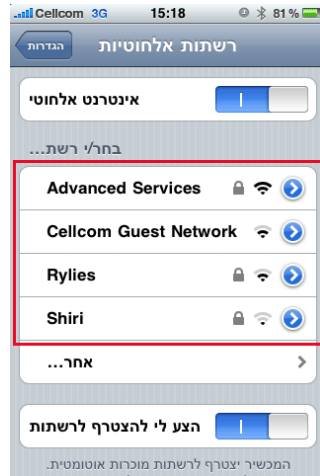 Cellcom 3G 15:18 81%
רשתות אלחוטיות הגדרות
אינטרנט אלחוטי
בחר/י רשת...
Advanced Services
Cellcom Guest Network
Rylies
Shiri
אחר...
הצע לי להצטרף לרשתות
המכשיר יצטרף לרשתות מוכרות אוטומטית.